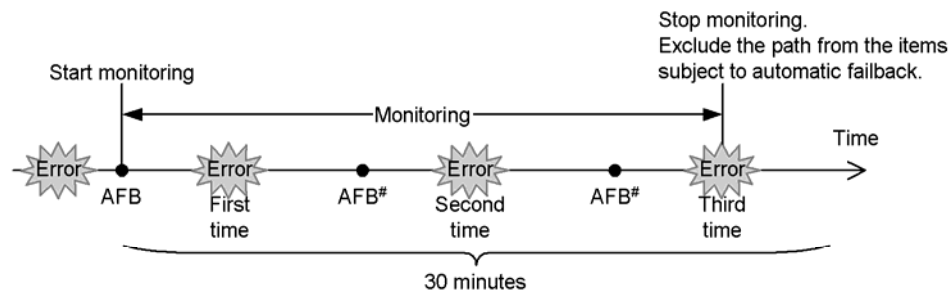 Stop monitoring.
Exclude the path from the items
subject to automatic failback.
Start monitoring
Monitoring
Time
Error
Error
Error
Error
AFB
First
time
AFB#
Second
time
AFB#
Third
time
30 minutes